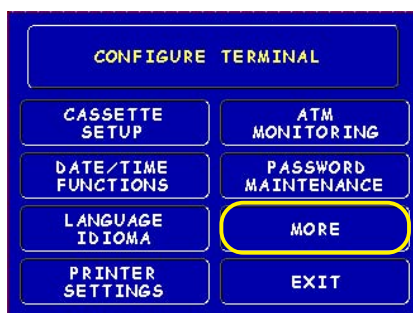 CONFIGURE TERMINAL
CASSETTE
SETUP
ATM
MONITORING
DATE/TIME
FUNCTIONS
PASSWORD
MAINTENANCE
LANGUAGE
IDIOMA
MORE
PRINTER
SETTINGS
EXIT